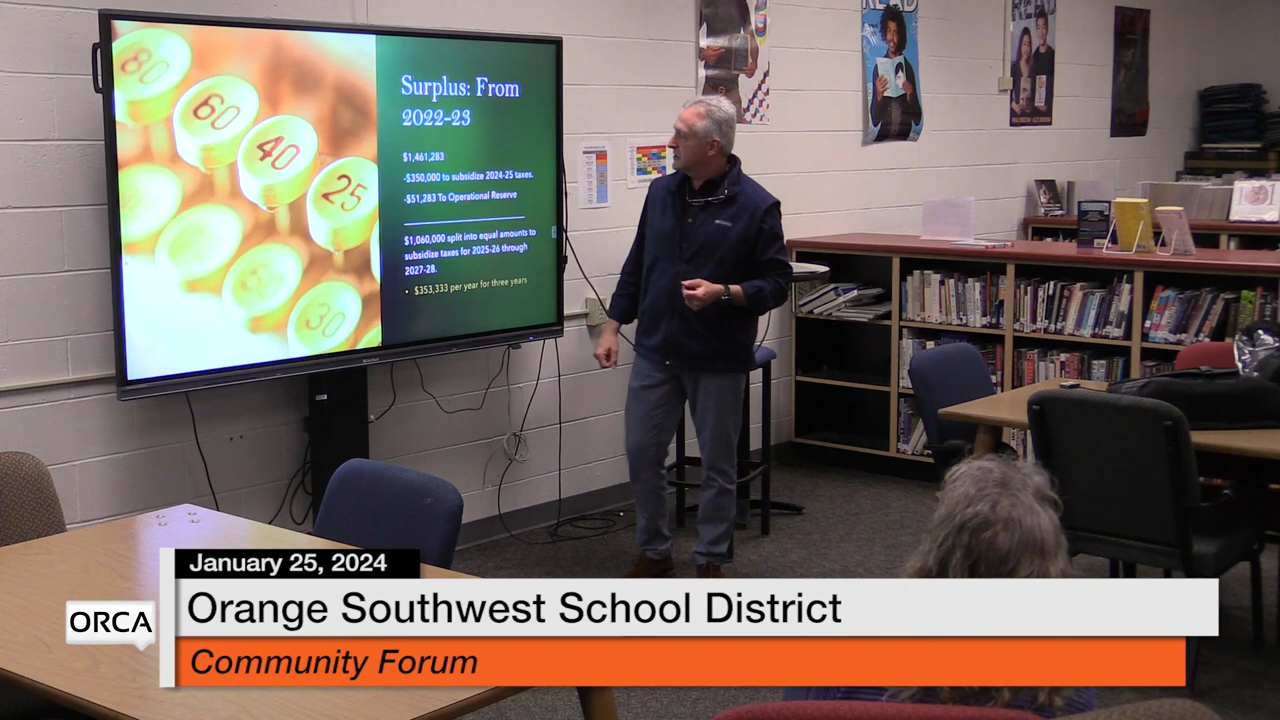 80
60
40
25
30
Surplus: From
2022-23
$1,461,283
-$350,000 to subsidize 2024-25 taxes.
-$51,283 To Operational Reserve
$1,060,000 split into equal amounts to
subsidize taxes for 2025-26 through
2027-28.
• $353,333 per year for three years
READ
January 25, 2024
ORCA
Orange Southwest School District
Community Forum